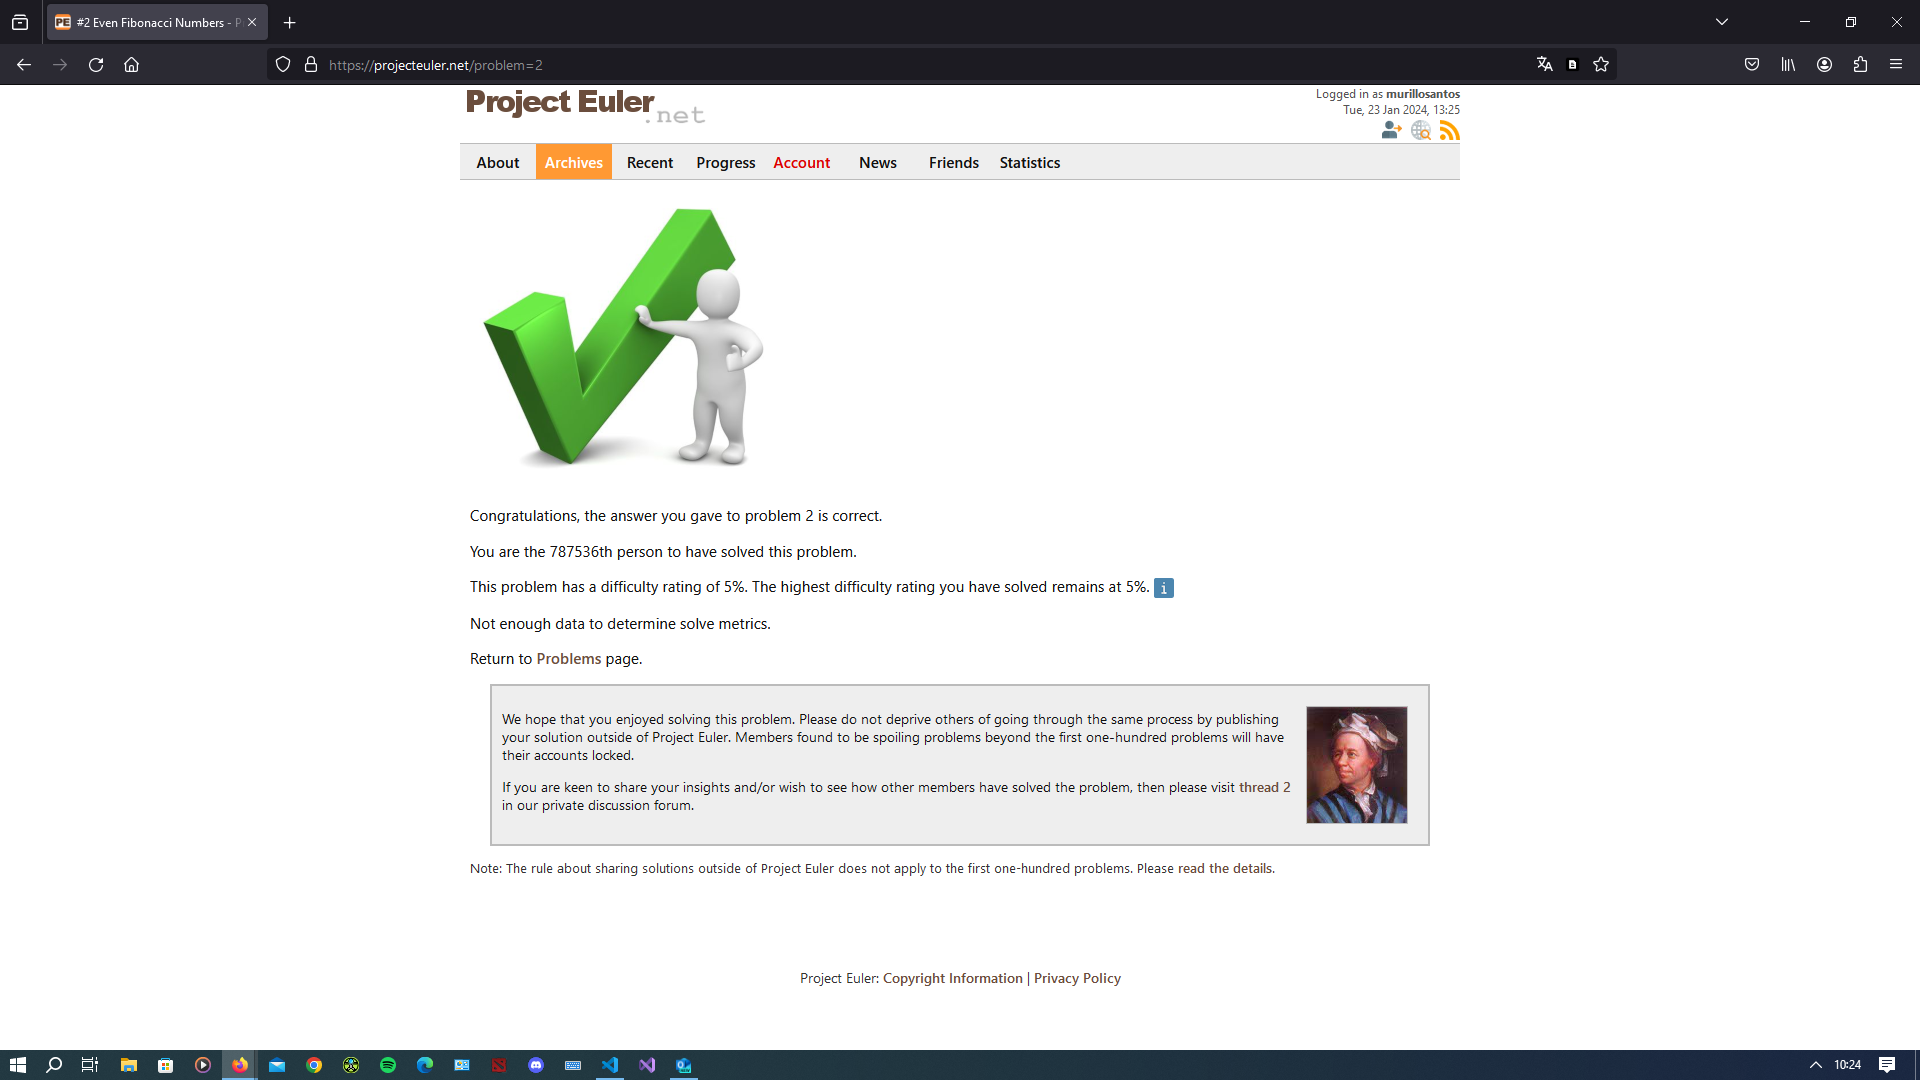 #2 Even Fibonacci Numbers - P
https://projecteuler.net/problem=2
Project Euler
.net
Logged in as murillosantos
Tue, 23 Jan 2024, 13:25
About Archives Recent Progress Account News Friends Statistics
Congratulations, the answer you gave to problem 2 is correct.
You are the 787536th person to have solved this problem.
This problem has a difficulty rating of 5%. The highest difficulty rating you have solved remains at 5%. i
Not enough data to determine solve metrics.
Return to Problems page.
We hope that you enjoyed solving this problem. Please do not deprive others of going through the same process by publishing
your solution outside of Project Euler. Members found to be spoiling problems beyond the first one-hundred problems will have
their accounts locked.
If you are keen to share your insights and/or wish to see how other members have solved the problem, then please visit thread 2
in our private discussion forum.
Note: The rule about sharing solutions outside of Project Euler does not apply to the first one-hundred problems. Please read the details.
Project Euler: Copyright Information | Privacy Policy
10:24